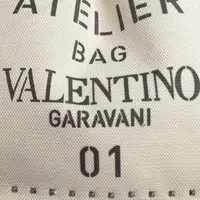 ATELIER
BAG
VALENTINO
GARAVANI
01